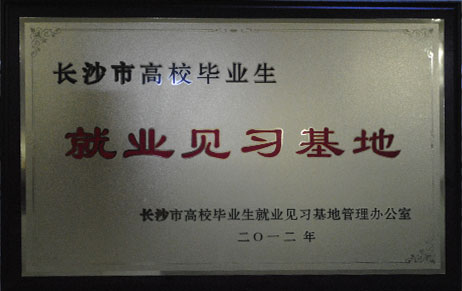 长沙市高校毕业生
就业见习基地
长沙市高校毕业生就业见习基地管理办公室
二〇一二年